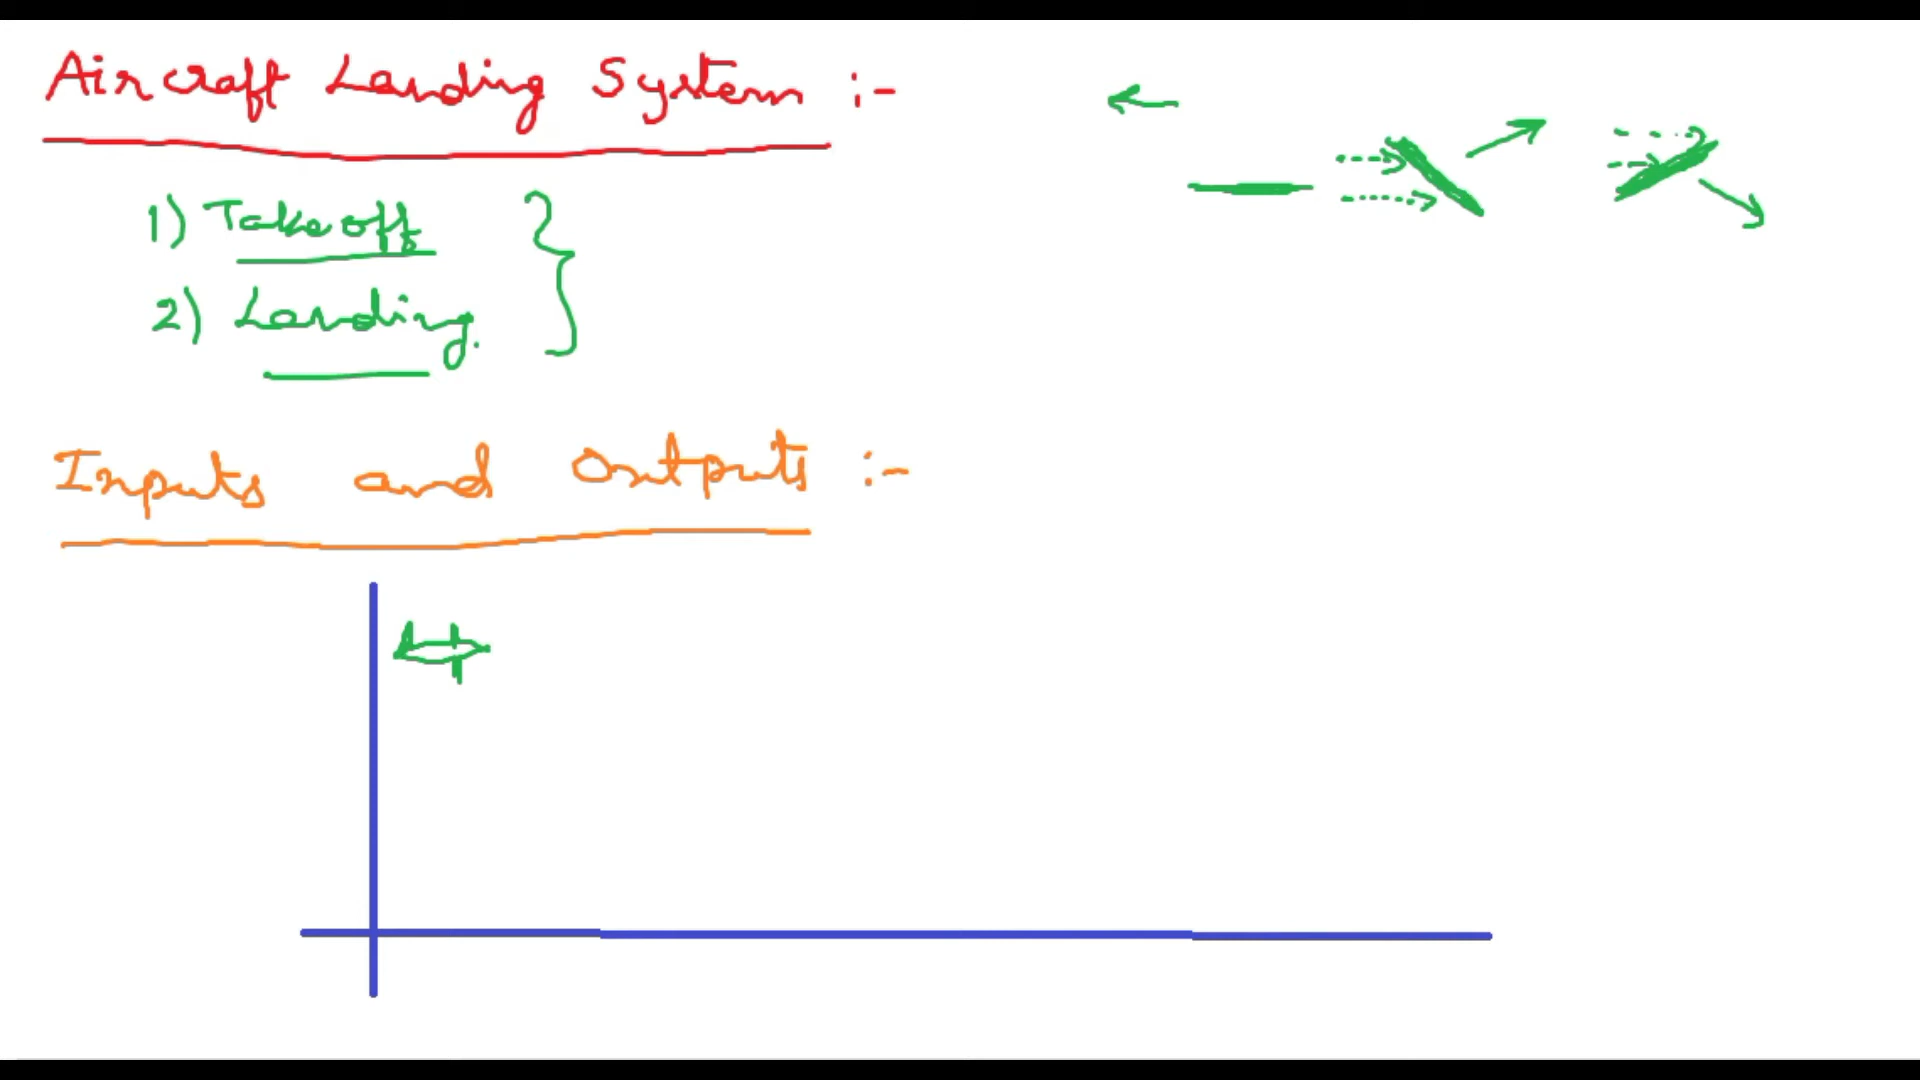 Aircraft Landing System :-
1) Takeoff
2) Landing.
Inputs and Outputs :-